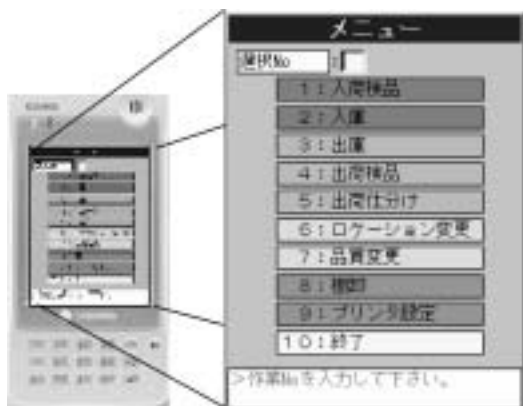 メニュー
選択No :
1:入荷検品
2:入庫
3:出庫
4:出荷検品
5:出荷仕分け
6:ロケーション変更
7:品質変更
8:棚卸
9:プリンタ設定
10:終了
>作業Noを入力して下さい。